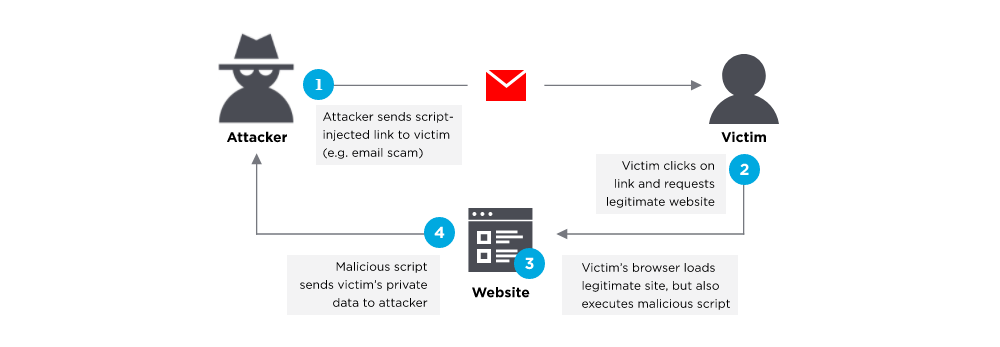 1
Attacker sends script-
injected link to victim
(e.g. email scam)
Attacker
Victim
2
Victim clicks on
link and requests
legitimate website
3
Website
Victim's browser loads
legitimate site, but also
executes malicious script
4
Malicious script
sends victim's private
data to attacker